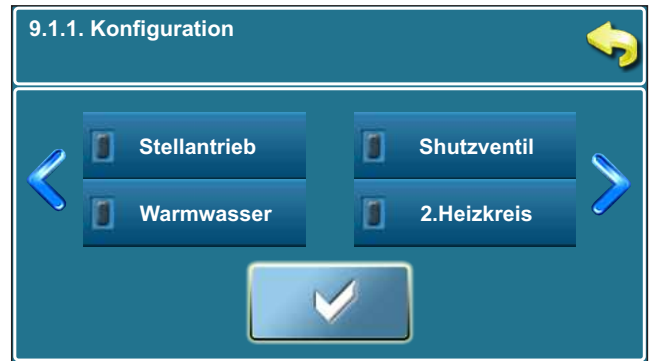 9.1.1. Konfiguration
Stellantrieb
Shutzventil
Warmwasser
2.Heizkreis